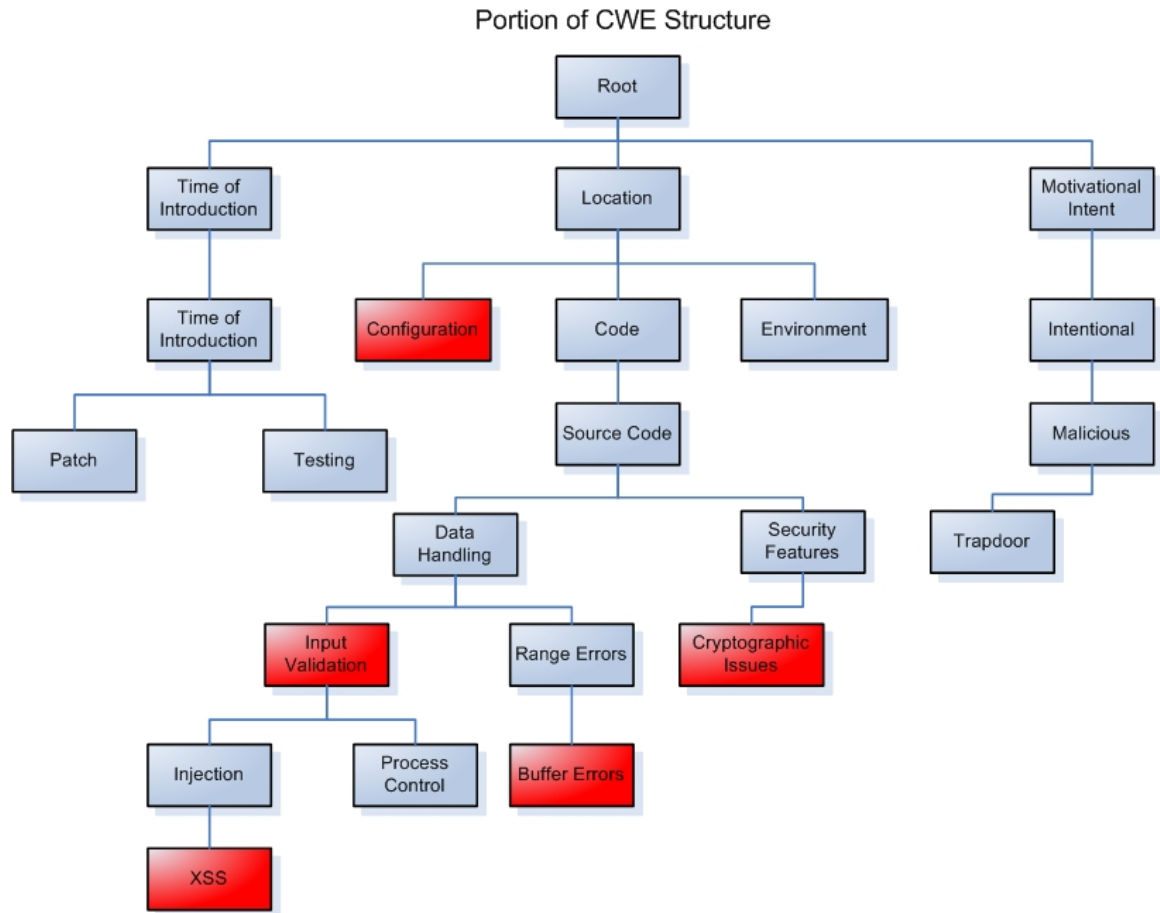 Portion of CWE Structure
Root
Time of
Introduction
Location
Motivational
Intent
Time of
Introduction
Configuration
Code
Environment
Intentional
Patch
Testing
Source Code
Malicious
Data
Handling
Security
Features
Trapdoor
Input
Validation
Range Errors
Cryptographic
Issues
Injection
Process
Control
Buffer Errors
XSS